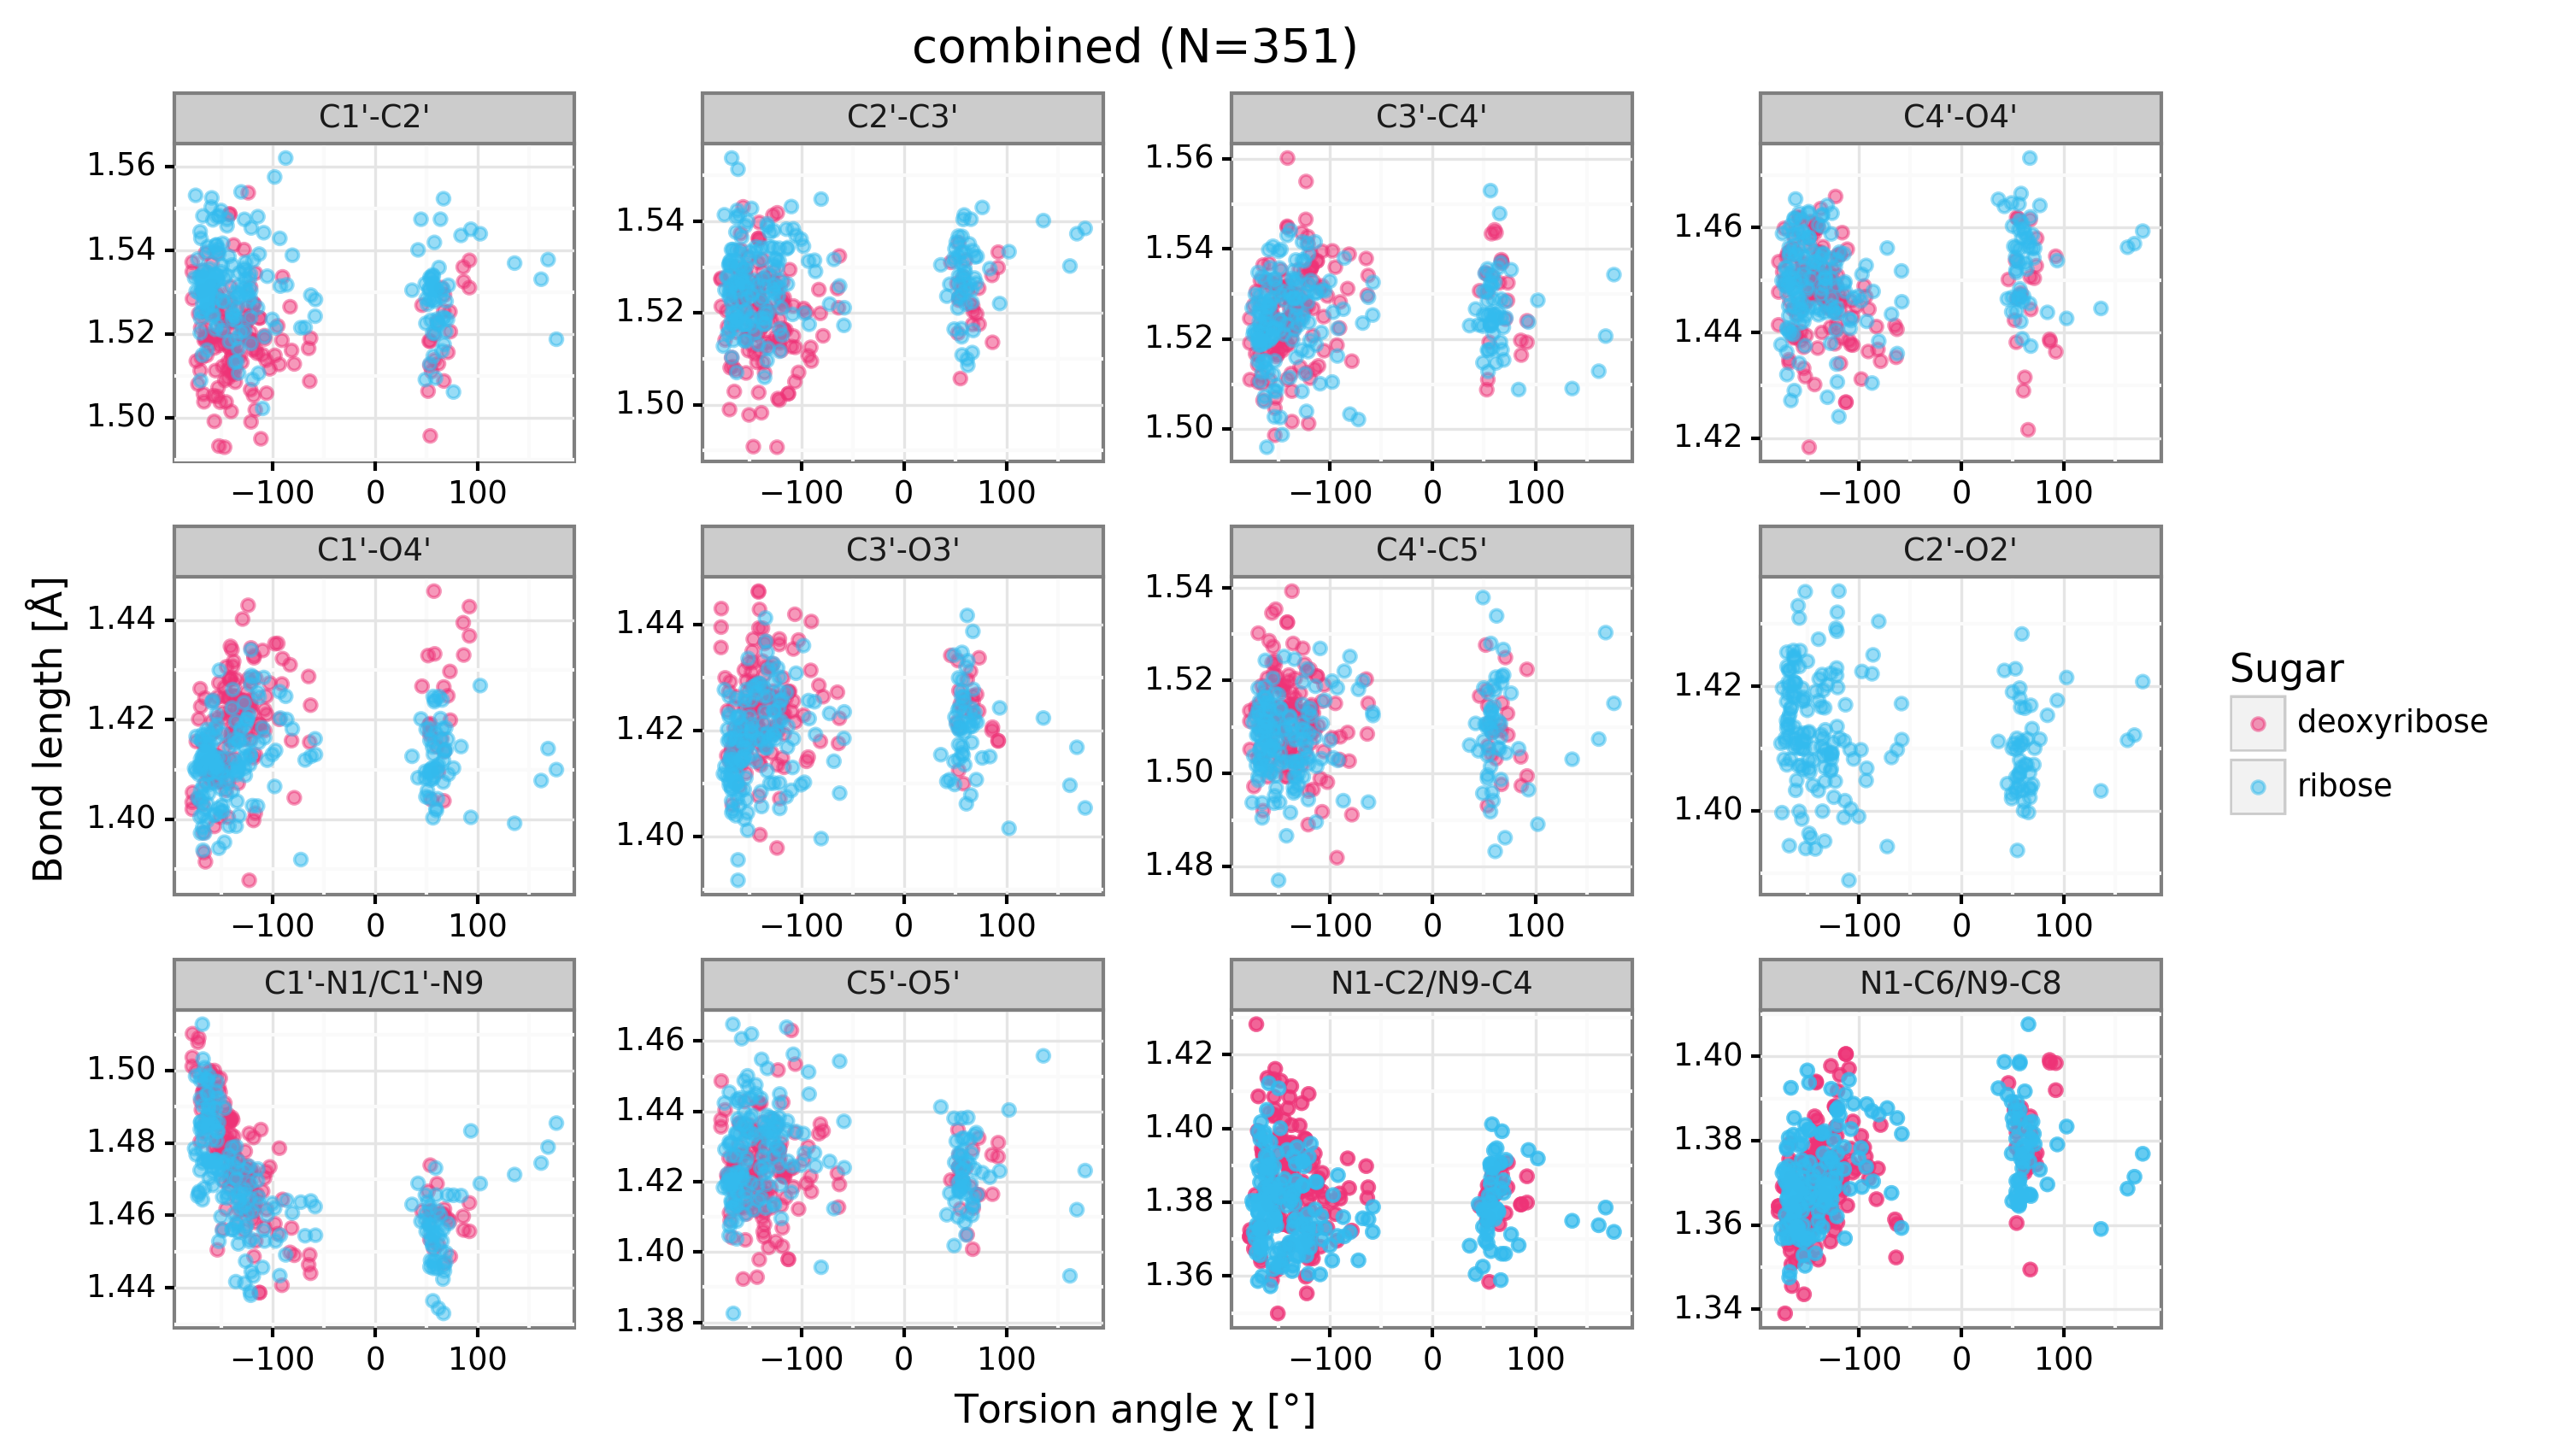 combined (N=351)
C1'-C2'
C2'-C3'
C3'-C4'
C4'-O4'
1.56
1.54
1.52
1.50
−100 0 100
1.54
1.52
1.50
−100 0 100
1.56
1.54
1.52
1.50
−100 0 100
1.46
1.44
1.42
−100 0 100
C1'-O4'
C3'-O3'
C4'-C5'
C2'-O2'
1.44
1.42
1.40
−100 0 100
1.44
1.42
1.40
−100 0 100
1.54
1.52
1.50
1.48
−100 0 100
1.42
1.40
−100 0 100
C1'-N1/C1'-N9
C5'-O5'
N1-C2/N9-C4
N1-C6/N9-C8
1.50
1.48
1.46
1.44
−100 0 100
1.46
1.44
1.42
1.40
1.38
−100 0 100
1.42
1.40
1.38
1.36
−100 0 100
1.40
1.38
1.36
1.34
−100 0 100
Bond length [Å]
Torsion angle χ [°]
Sugar
deoxyribose
ribose